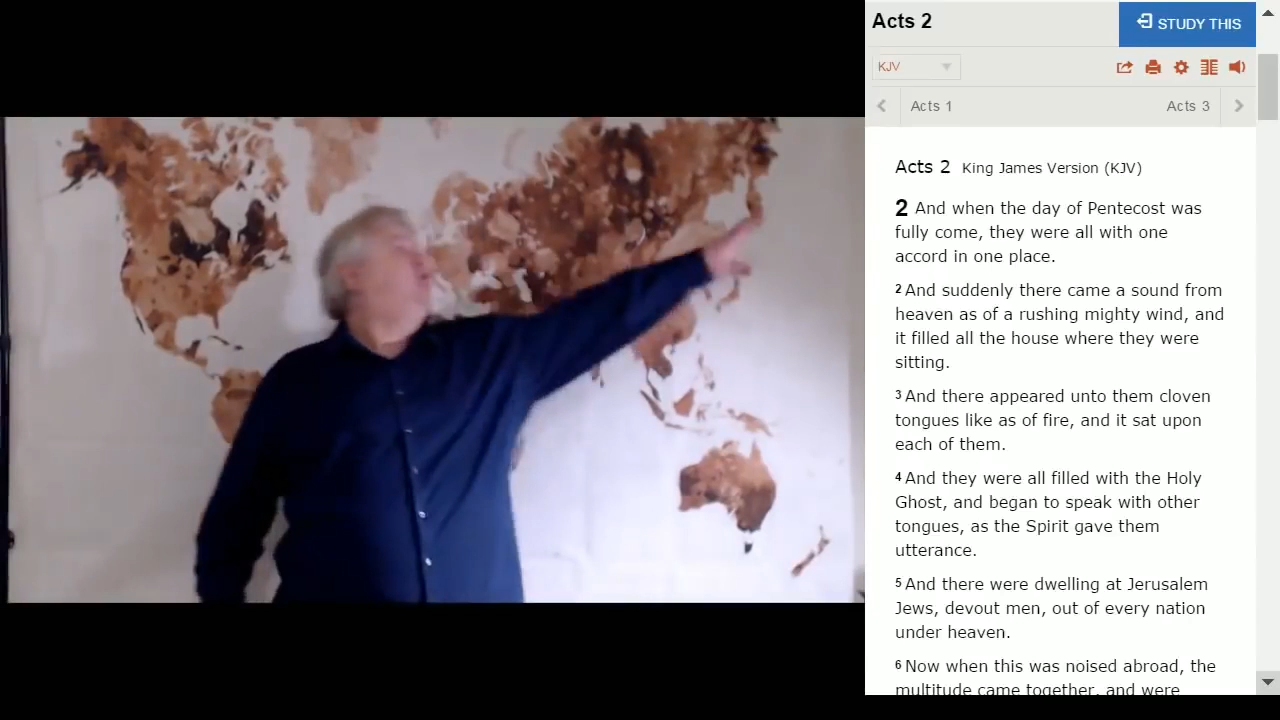 Acts 2
STUDY THIS
KJV
Acts 1
Acts 3
Acts 2 King James Version (KJV)
2 And when the day of Pentecost was
fully come, they were all with one
accord in one place.
2 And suddenly there came a sound from
heaven as of a rushing mighty wind, and
it filled all the house where they were
sitting.
3 And there appeared unto them cloven
tongues like as of fire, and it sat upon
each of them.
4 And they were all filled with the Holy
Ghost, and began to speak with other
tongues, as the Spirit gave them
utterance.
5 And there were dwelling at Jerusalem
Jews, devout men, out of every nation
under heaven.
6 Now when this was noised abroad, the
multitude came together, and were